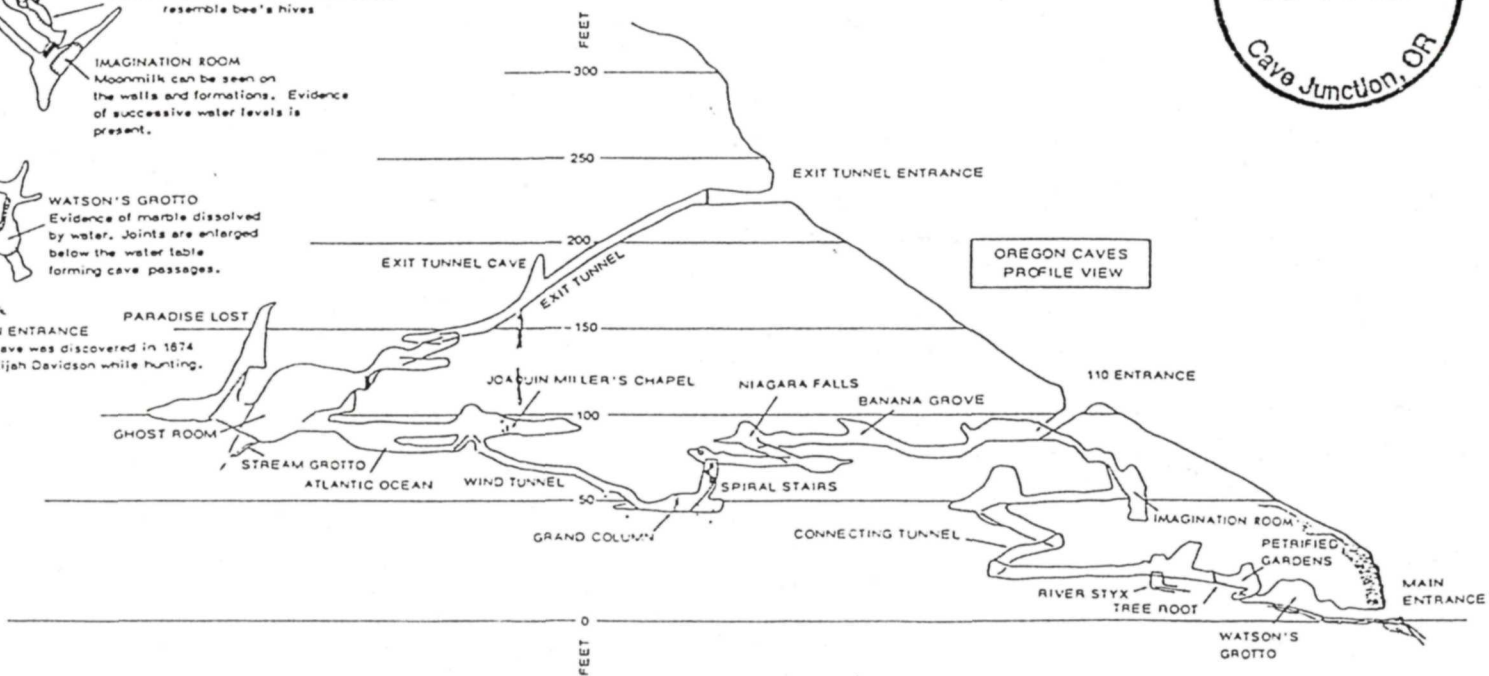 resemble bee's hives
IMAGINATION ROOM
Moonmilk can be seen on
the walls and formations. Evidence
of successive water levels is
present.
WATSON'S GROTTO
Evidence of marble dissolved
by water. Joints are enlarged
below the water table
forming cave passages.
ENTRANCE
ave was discovered in 1874
ijah Davidson while hunting.
Cave Junction, OR
OREGON CAVES
PROFILE VIEW
FEET
300
250
200
150
100
50
0
FEET
EXIT TUNNEL ENTRANCE
EXIT TUNNEL CAVE
EXIT TUNNEL
PARADISE LOST
110 ENTRANCE
JOAQUIN MILLER'S CHAPEL
NIAGARA FALLS
BANANA GROVE
GHOST ROOM
STREAM GROTTO
ATLANTIC OCEAN
WIND TUNNEL
SPIRAL STAIRS
GRAND COLUMN
CONNECTING TUNNEL
IMAGINATION ROOM
PETRIFIED
GARDENS
RIVER STYX
TREE ROOT
MAIN
ENTRANCE
WATSON'S
GROTTO